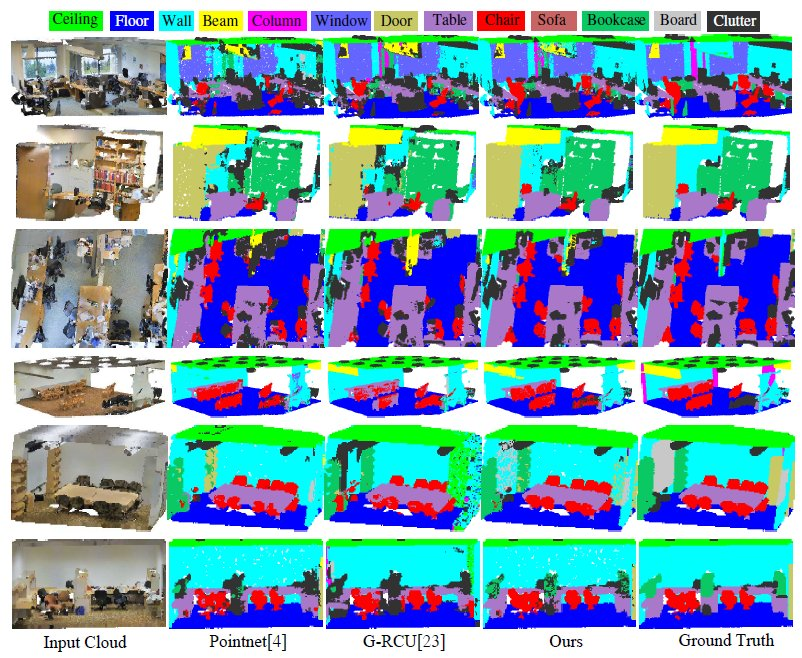 Ceiling Floor Wall Beam Column Window Door Table Chair Sofa Bookcase Board Clutter
Input Cloud Pointnet[4] G-RCU[23] Ours Ground Truth